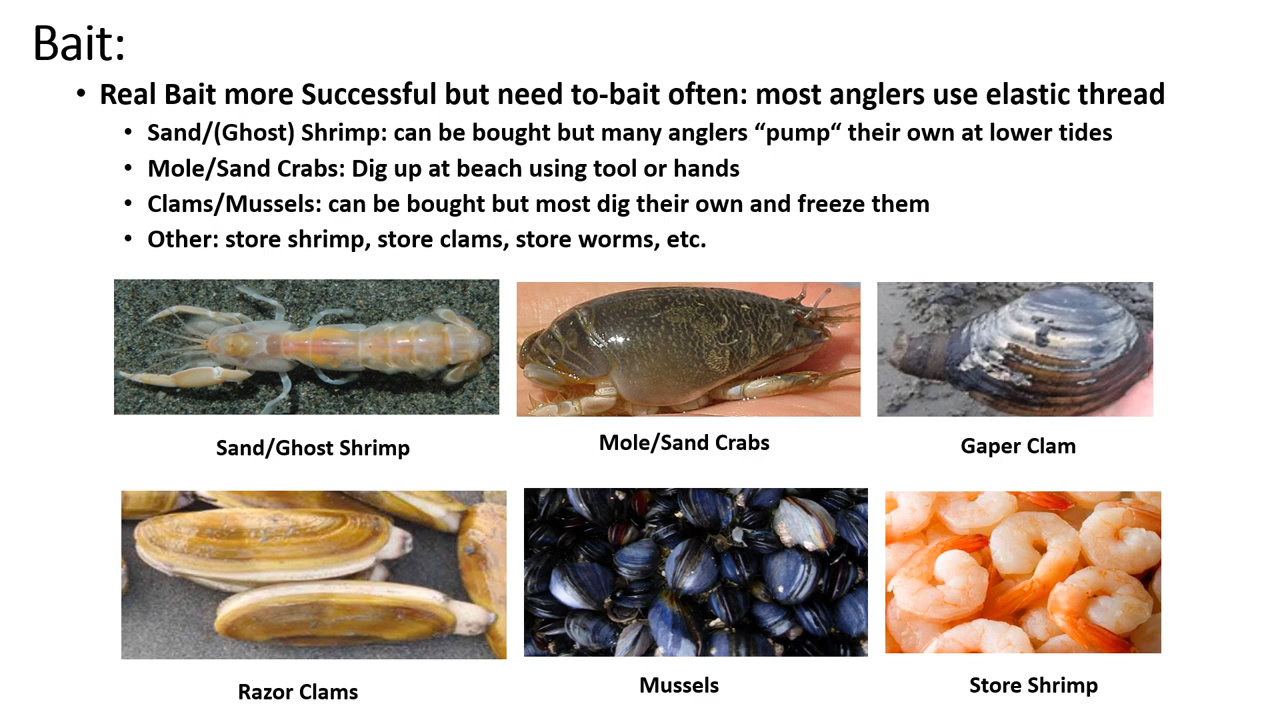 Bait:
• Real Bait more Successful but need to-bait often: most anglers use elastic thread
• Sand/(Ghost) Shrimp: can be bought but many anglers “pump“ their own at lower tides
• Mole/Sand Crabs: Dig up at beach using tool or hands
• Clams/Mussels: can be bought but most dig their own and freeze them
• Other: store shrimp, store clams, store worms, etc.
Sand/Ghost Shrimp
Mole/Sand Crabs
Gaper Clam
Razor Clams
Mussels
Store Shrimp